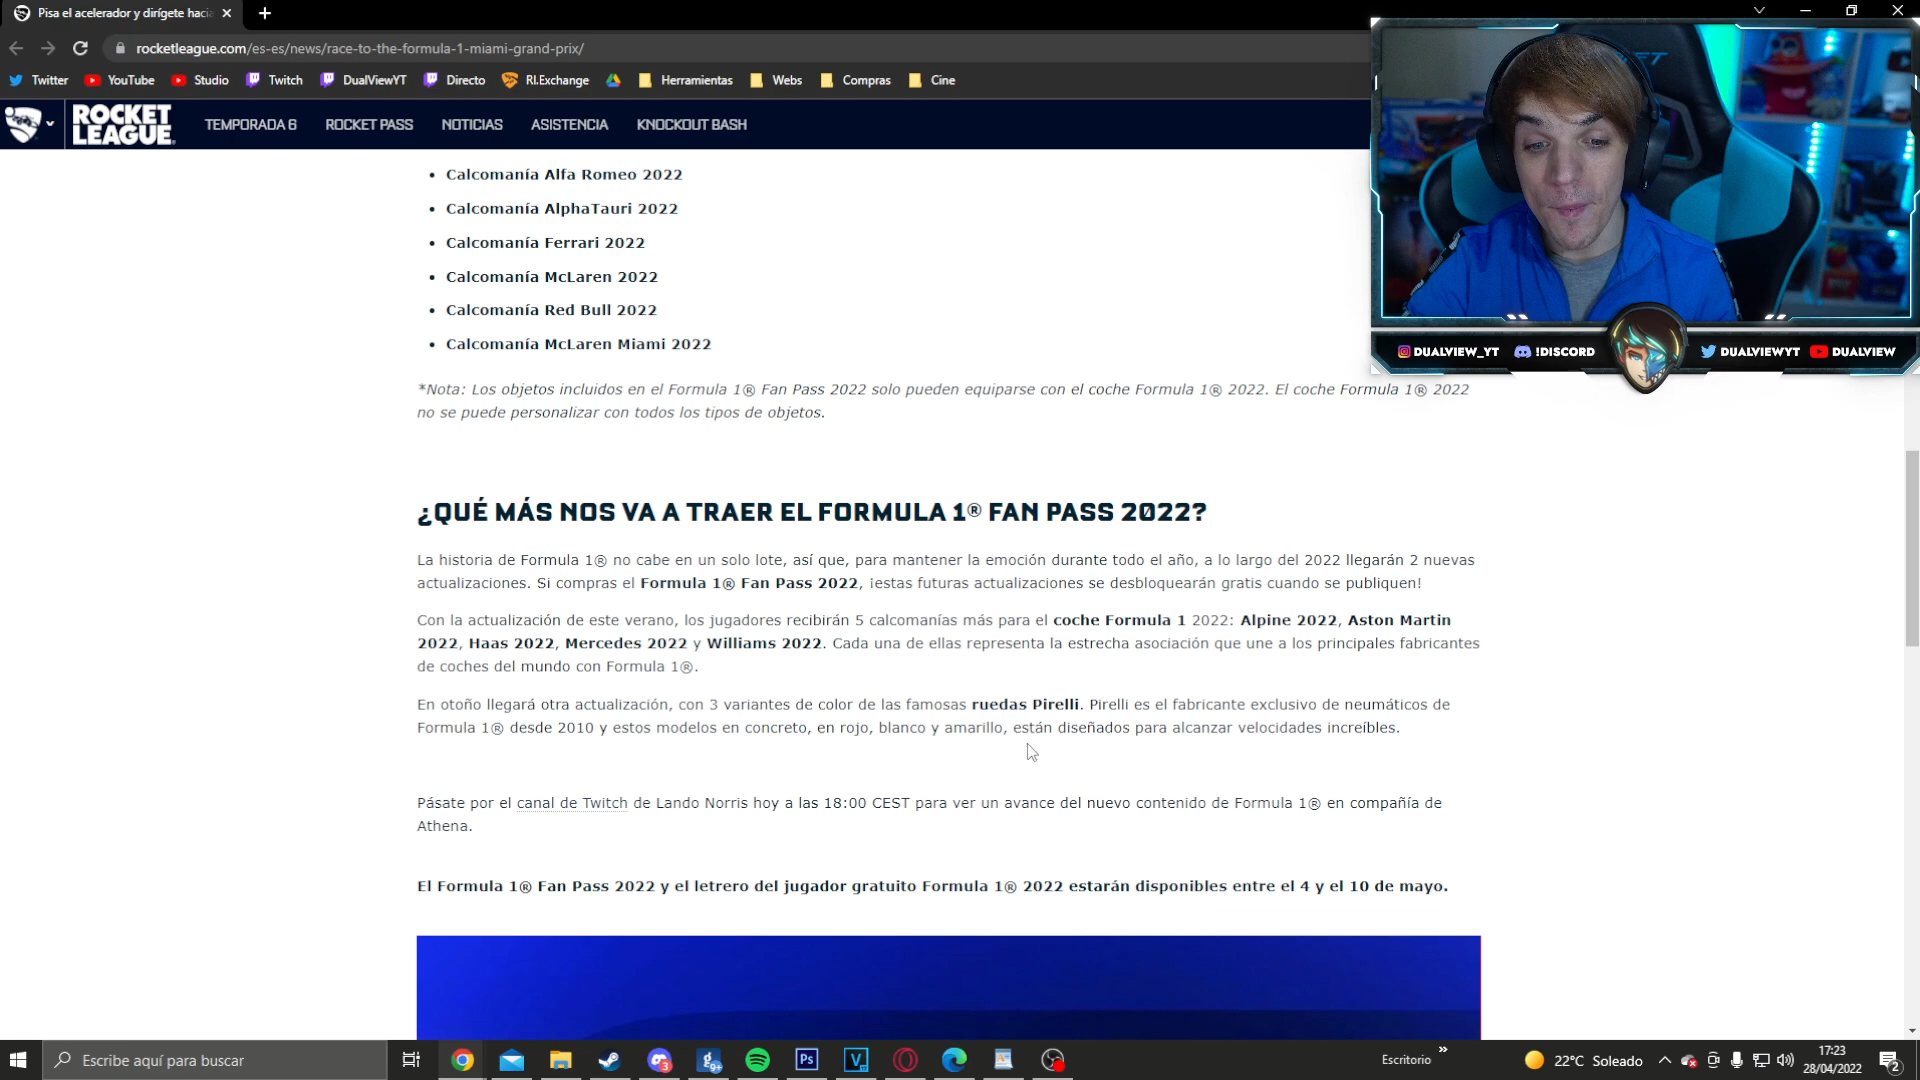 Pisa el acelerador y dirígete hacia
rocketleague.com/es-es/news/race-to-the-formula-1-miami-grand-prix/
Twitter YouTube Studio Twitch DualViewYT Directo RI.Exchange Herramientas Webs Compras Cine
ROCKET LEAGUE
TEMPORADA 6 ROCKET PASS NOTICIAS ASISTENCIA KNOCKOUT BASH
• Calcomanía Alfa Romeo 2022
• Calcomanía AlphaTauri 2022
• Calcomanía Ferrari 2022
• Calcomanía McLaren 2022
• Calcomanía Red Bull 2022
• Calcomanía McLaren Miami 2022
DUALVIEW_YT !DISCORD DUALVIEWYT DUALVIEW
*Nota: Los objetos incluidos en el Formula 1® Fan Pass 2022 solo pueden equiparse con el coche Formula 1® 2022. El coche Formula 1® 2022
no se puede personalizar con todos los tipos de objetos.
¿QUÉ MÁS NOS VA A TRAER EL FORMULA 1® FAN PASS 2022?
La historia de Formula 1® no cabe en un solo lote, así que, para mantener la emoción durante todo el año, a lo largo del 2022 llegarán 2 nuevas
actualizaciones. Si compras el Formula 1® Fan Pass 2022, ¡estas futuras actualizaciones se desbloquearán gratis cuando se publiquen!
Con la actualización de este verano, los jugadores recibirán 5 calcomanías más para el coche Formula 1 2022: Alpine 2022, Aston Martin
2022, Haas 2022, Mercedes 2022 y Williams 2022. Cada una de ellas representa la estrecha asociación que une a los principales fabricantes
de coches del mundo con Formula 1®.
En otoño llegará otra actualización, con 3 variantes de color de las famosas ruedas Pirelli. Pirelli es el fabricante exclusivo de neumáticos de
Formula 1® desde 2010 y estos modelos en concreto, en rojo, blanco y amarillo, están diseñados para alcanzar velocidades increíbles.
Pásate por el canal de Twitch de Lando Norris hoy a las 18:00 CEST para ver un avance del nuevo contenido de Formula 1® en compañía de
Athena.
El Formula 1® Fan Pass 2022 y el letrero del jugador gratuito Formula 1® 2022 estarán disponibles entre el 4 y el 10 de mayo.
Escribe aquí para buscar
Ps
Escritorio
22°C Soleado
17:23
28/04/2022
2